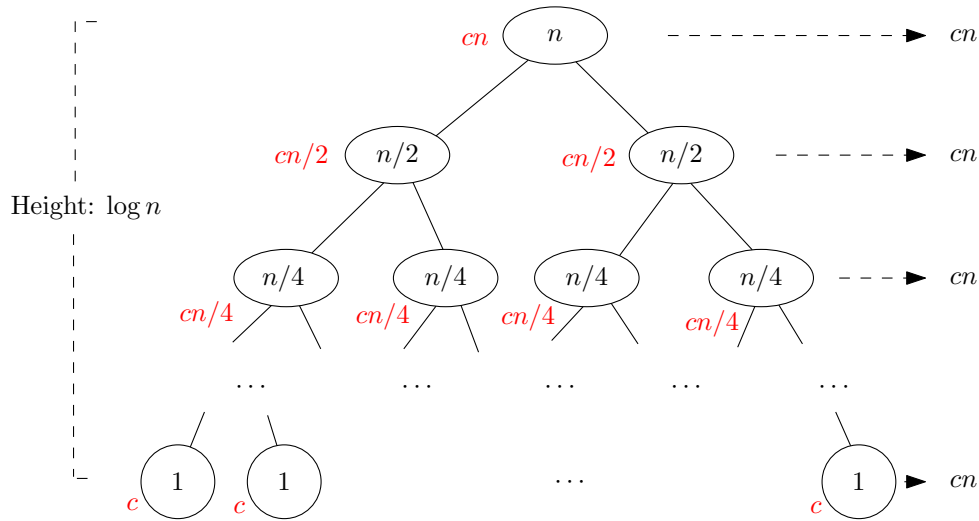 cn n cn
cn/2 n/2 cn/2 n/2 cn
Height: log n
n/4 n/4 n/4 n/4 cn
cn/4 cn/4 cn/4 cn/4
... ... ... ... ...
1 1 ... 1 cn
c c c